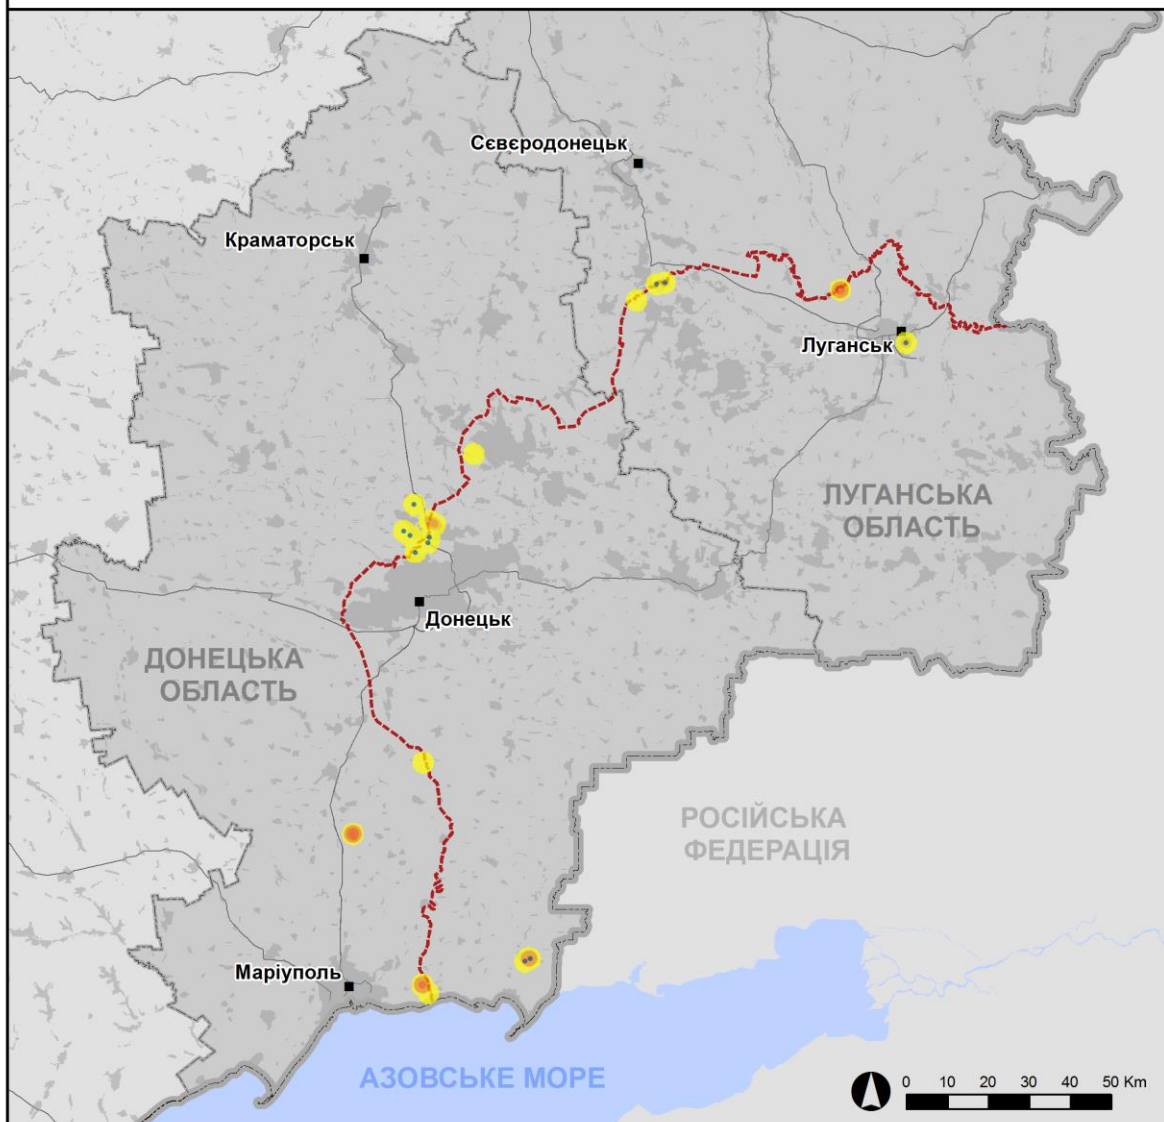 Сєвєродонецьк
Краматорськ
Луганськ
ЛУГАНСЬКА
ОБЛАСТЬ
Донецьк
ДОНЕЦЬКА
ОБЛАСТЬ
РОСІЙСЬКА
ФЕДЕРАЦІЯ
Маріуполь
АЗОВСЬКЕ МОРЕ
0 10 20 30 40 50 Km